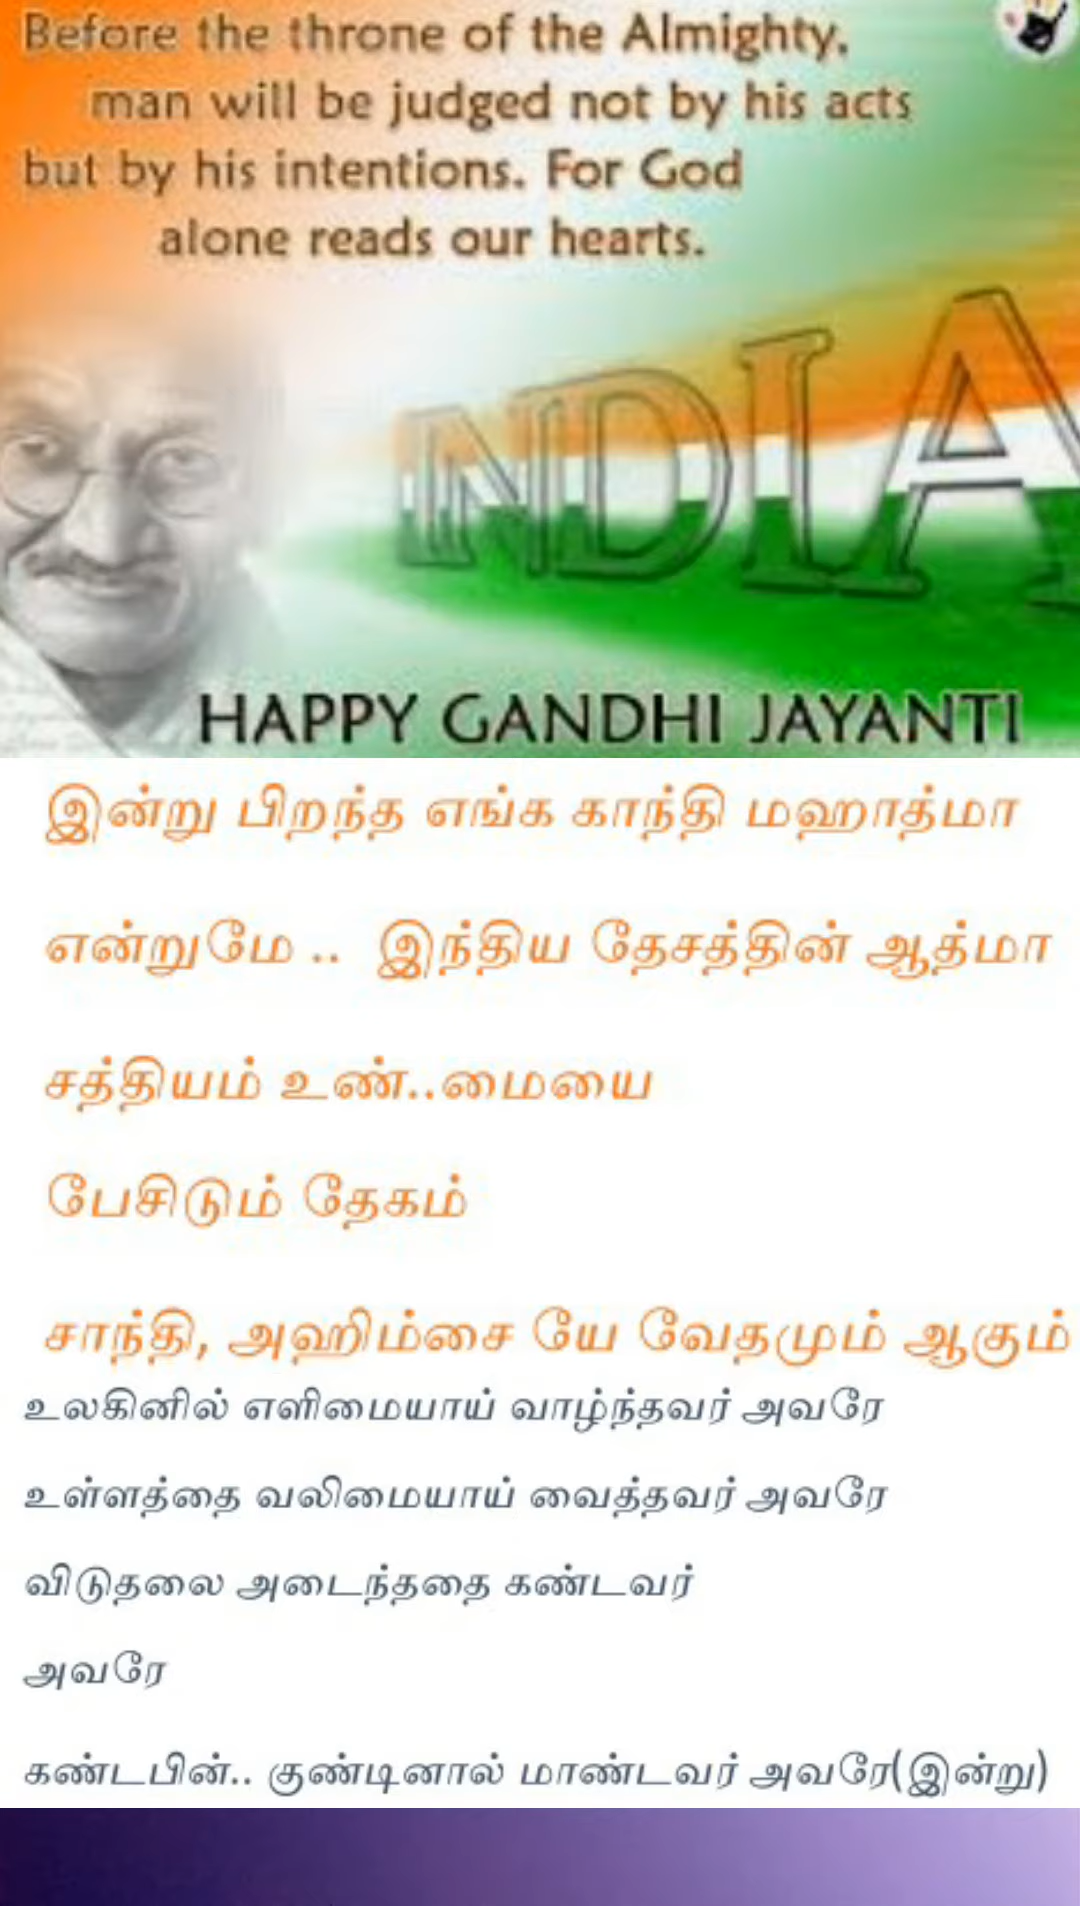 Before the throne of the Almighty,
man will be judged not by his acts
but by his intentions. For God
alone reads our hearts.
INDIA
HAPPY GANDHI JAYANTI
இன்று பிறந்த எங்க காந்தி மஹாத்மா
என்றுமே .. இந்திய தேசத்தின் ஆத்மா
சத்தியம் உண்..மையை
பேசிடும் தேகம்
சாந்தி, அஹிம்சை யே வேதமும் ஆகும்
உலகினில் எளிமையாய் வாழ்ந்தவர் அவரே
உள்ளத்தை வலிமையாய் வைத்தவர் அவரே
விடுதலை அடைந்ததை கண்டவர்
அவரே
கண்டபின்.. குண்டினால் மாண்டவர் அவரே(இன்று)